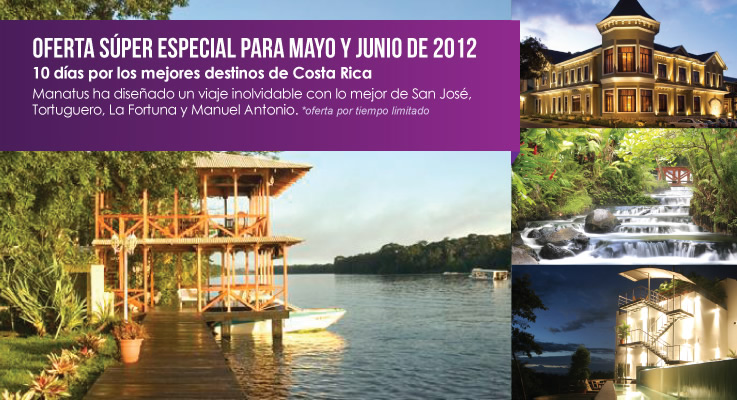 OFERTA SÚPER ESPECIAL PARA MAYO Y JUNIO DE 2012
10 días por los mejores destinos de Costa Rica
Manatus ha diseñado un viaje inolvidable con lo mejor de San José,
Tortuguero, La Fortuna y Manuel Antonio. *oferta por tiempo limitado